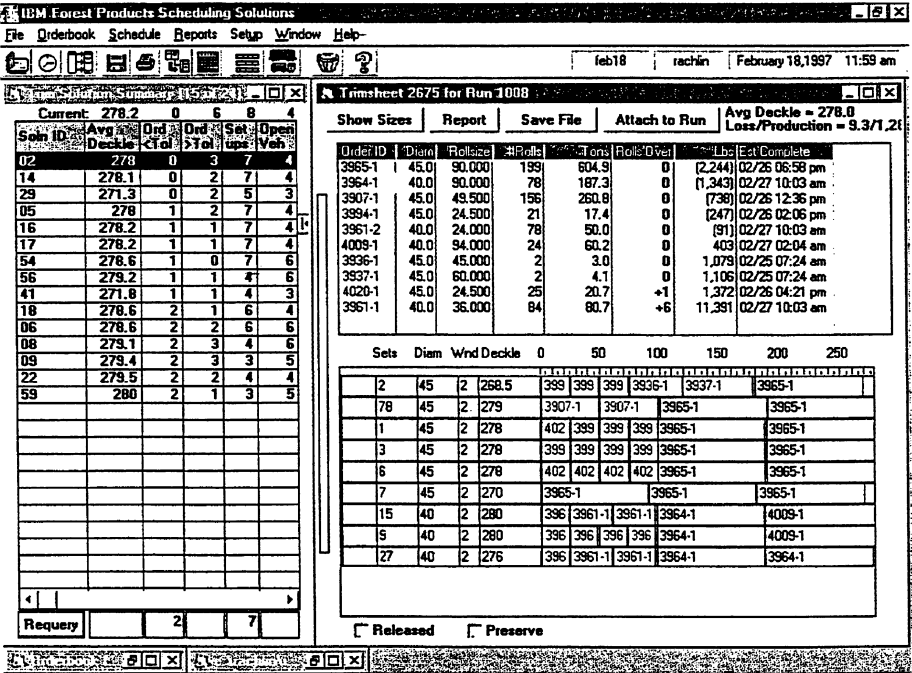 IBM Forest Products Scheduling Solutions
File Orderbook Schedule Reports Setup Window Help
feb18 rachlin February 18,1997 11:59 am
Trimsheet 2675 for Run 1008
Current: 278.2 0 6 8 4
Soln ID Avg Deckle Ord <Tol Ord >Tol Set ups Open Veh
02 278 0 3 7 4
14 278.1 0 2 7 4
29 271.3 0 2 5 3
05 278 1 2 7 4
16 278.2 1 1 7 4
17 278.2 1 1 7 4
54 278.6 1 0 7 6
56 279.2 1 1 4 6
41 271.8 1 1 4 3
18 278.6 2 1 6 4
06 278.6 2 2 6 6
08 279.1 2 3 4 6
09 279.4 2 3 3 5
22 279.5 2 2 4 4
59 280 2 1 3 5
Requery 2 7
Show Sizes Report Save File Attach to Run Avg Deckle = 278.0
Loss/Production = 9.3/1,2
Order ID Diam Rollsize #Rolls Tons Rolls Over Lbs Est Complete
3965-1 45.0 90.000 199 604.9 0 (2,244) 02/26 06:58 pm
3964-1 40.0 90.000 78 187.3 0 (1,343) 02/27 10:03 am
3907-1 45.0 49.500 156 260.8 0 (738) 02/26 12:36 pm
3994-1 45.0 24.500 21 17.4 0 (247) 02/26 02:06 pm
3961-2 40.0 24.000 78 50.0 0 (91) 02/27 10:03 am
4009-1 40.0 94.000 24 60.2 0 403 02/27 02:04 am
3936-1 45.0 45.000 2 3.0 0 1,079 02/25 07:24 am
3937-1 45.0 60.000 2 4.1 0 1,106 02/25 07:24 am
4020-1 45.0 24.500 25 20.7 +1 1,372 02/26 04:21 pm
3961-1 40.0 36.000 84 80.7 +6 11,391 02/27 10:03 am
Sets Diam Wnd Deckle 0 50 100 150 200 250
2 45 2 268.5 399 399 399 3936-1 3937-1 3965-1
78 45 2 279 3907-1 3907-1 3965-1 3965-1
1 45 2 278 402 399 399 399 3965-1 3965-1
3 45 2 278 399 399 399 399 3965-1 3965-1
6 45 2 278 402 402 402 402 3965-1 3965-1
7 45 2 270 3965-1 3965-1 3965-1
15 40 2 280 396 3961-1 3961-1 3964-1 4009-1
9 40 2 280 396 396 396 396 3964-1 4009-1
27 40 2 276 396 3961-1 3961-1 3964-1 3964-1
Released Preserve